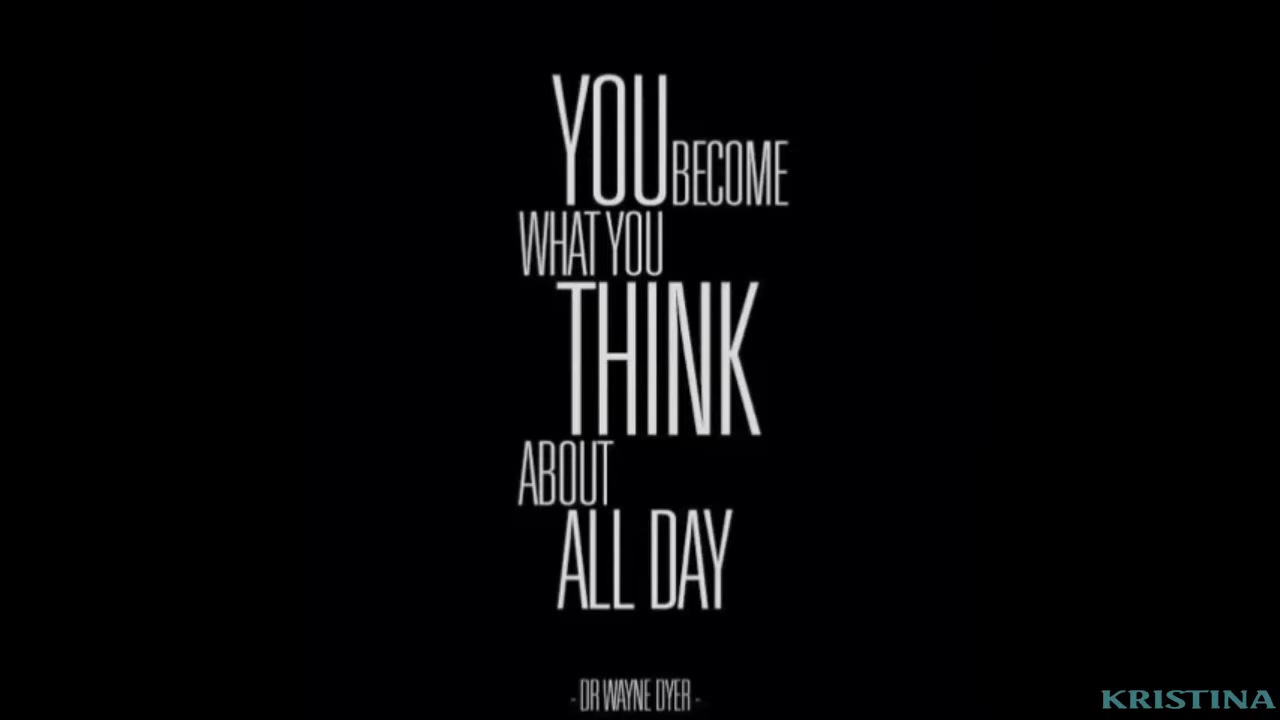 YOU BECOME
WHAT YOU
THINK
ABOUT
ALL DAY
- DR WAYNE DYER -
KRISTINA